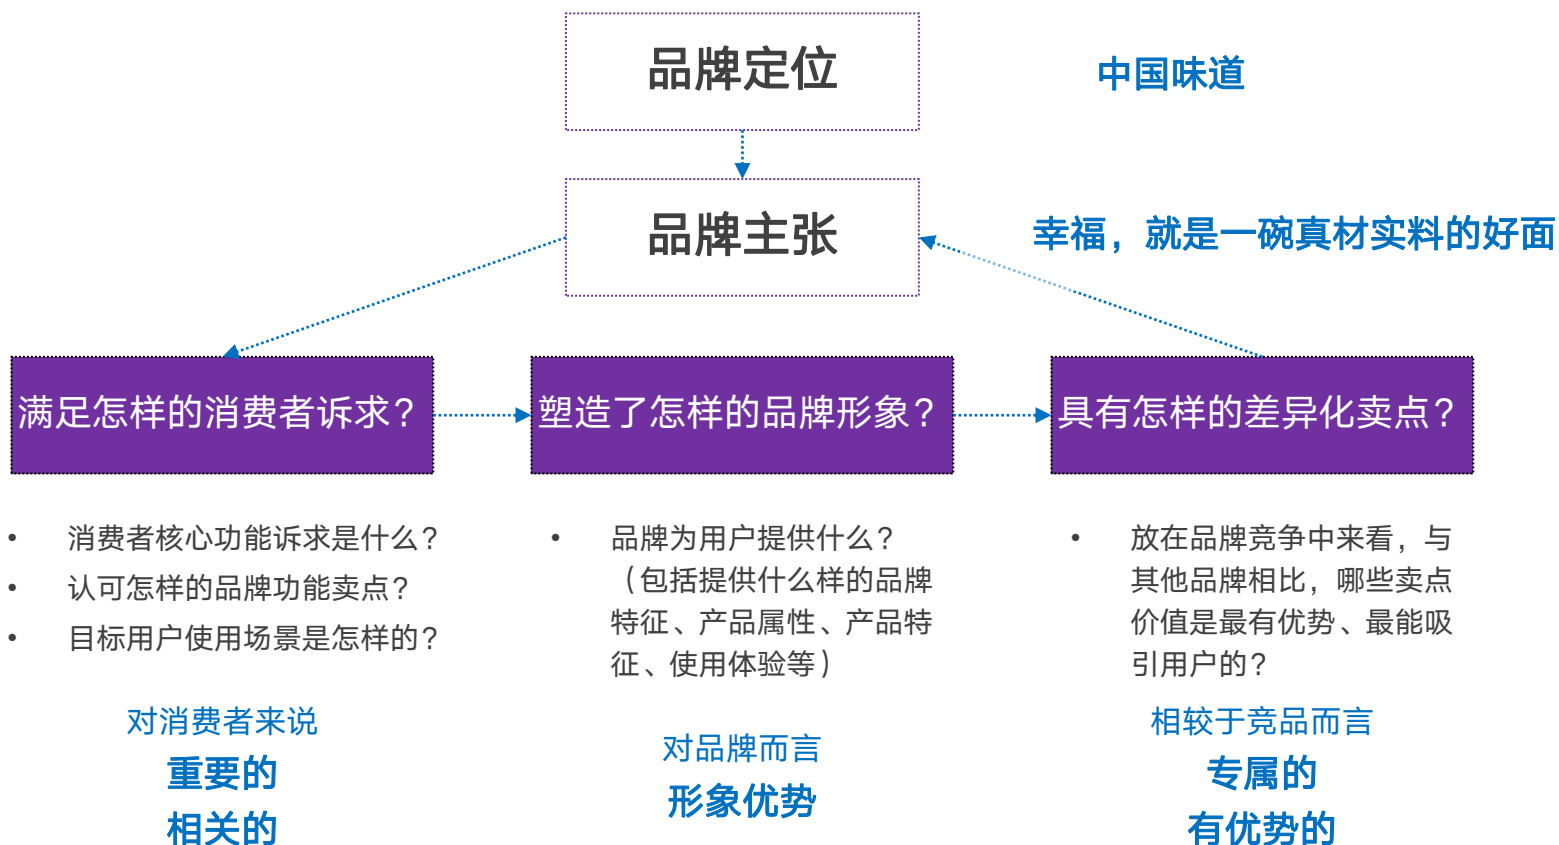 品牌定位
中国味道
品牌主张
幸福，就是一碗真材实料的好面
满足怎样的消费者诉求？
塑造了怎样的品牌形象？
具有怎样的差异化卖点？
• 消费者核心功能诉求是什么？
• 认可怎样的品牌功能卖点？
• 目标用户使用场景是怎样的？
对消费者来说
重要的
相关的
• 品牌为用户提供什么？
（包括提供什么样的品牌
特征、产品属性、产品特
征、使用体验等）
对品牌而言
形象优势
• 放在品牌竞争中来看，与
其他品牌相比，哪些卖点
价值是最有优势、最能吸
引用户的？
相较于竞品而言
专属的
有优势的